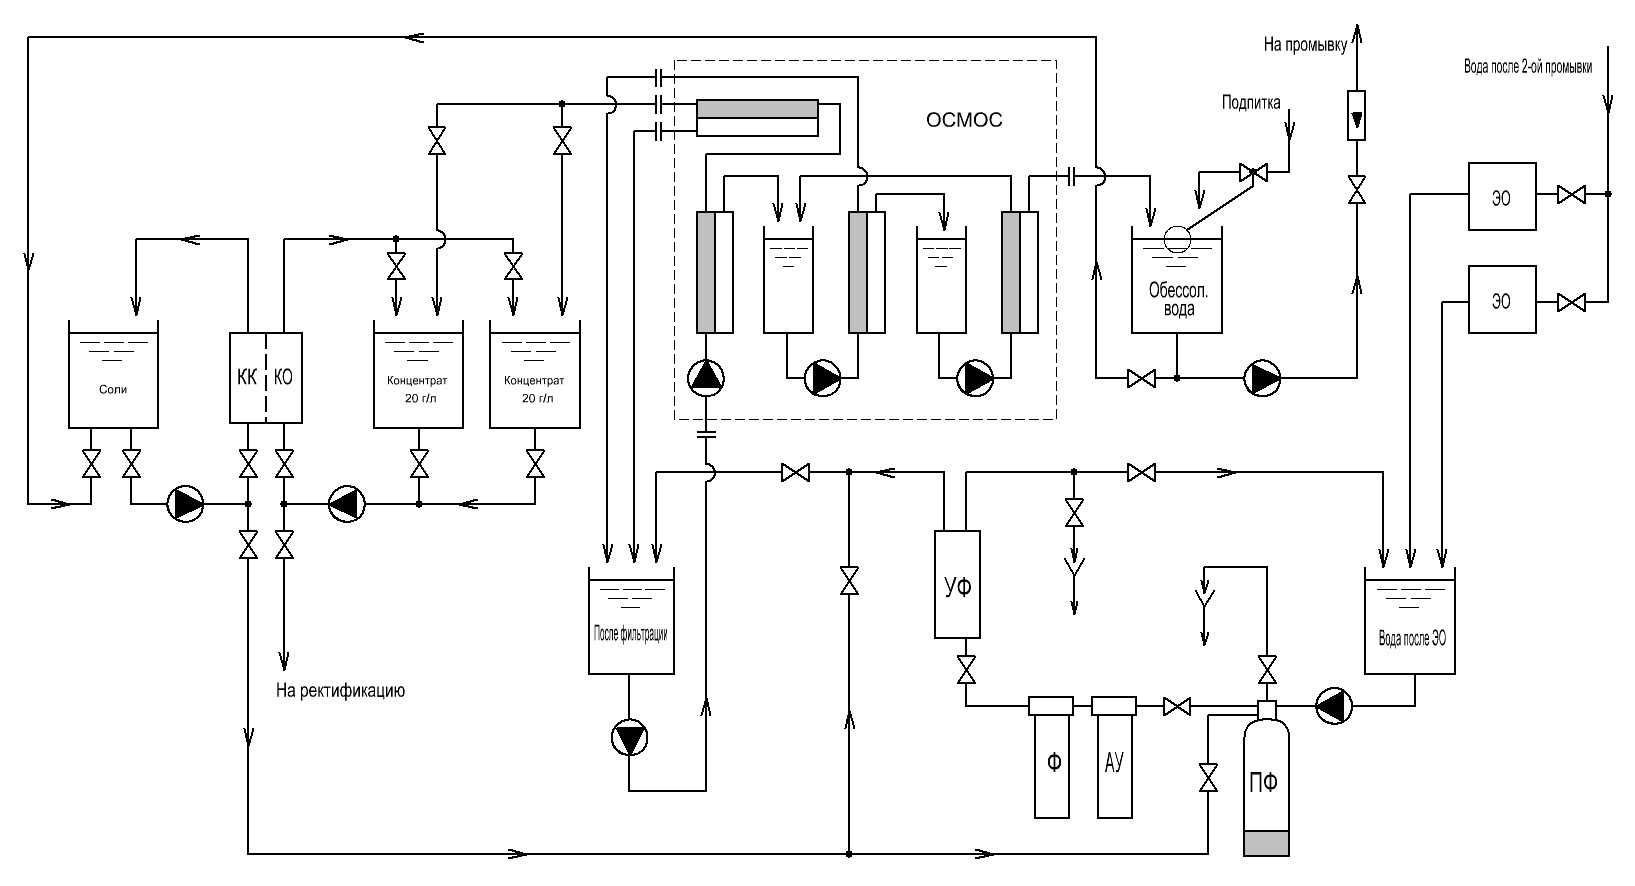 На промывку
Вода после 2-ой промывки
Подпитка
ОСМОС
ЭО
ЭО
Обессол.
вода
КК
КО
Соли
Концентрат
20 г/л
Концентрат
20 г/л
УФ
После фильтрации
Вода после ЭО
На ректификацию
Ф
АУ
ПФ